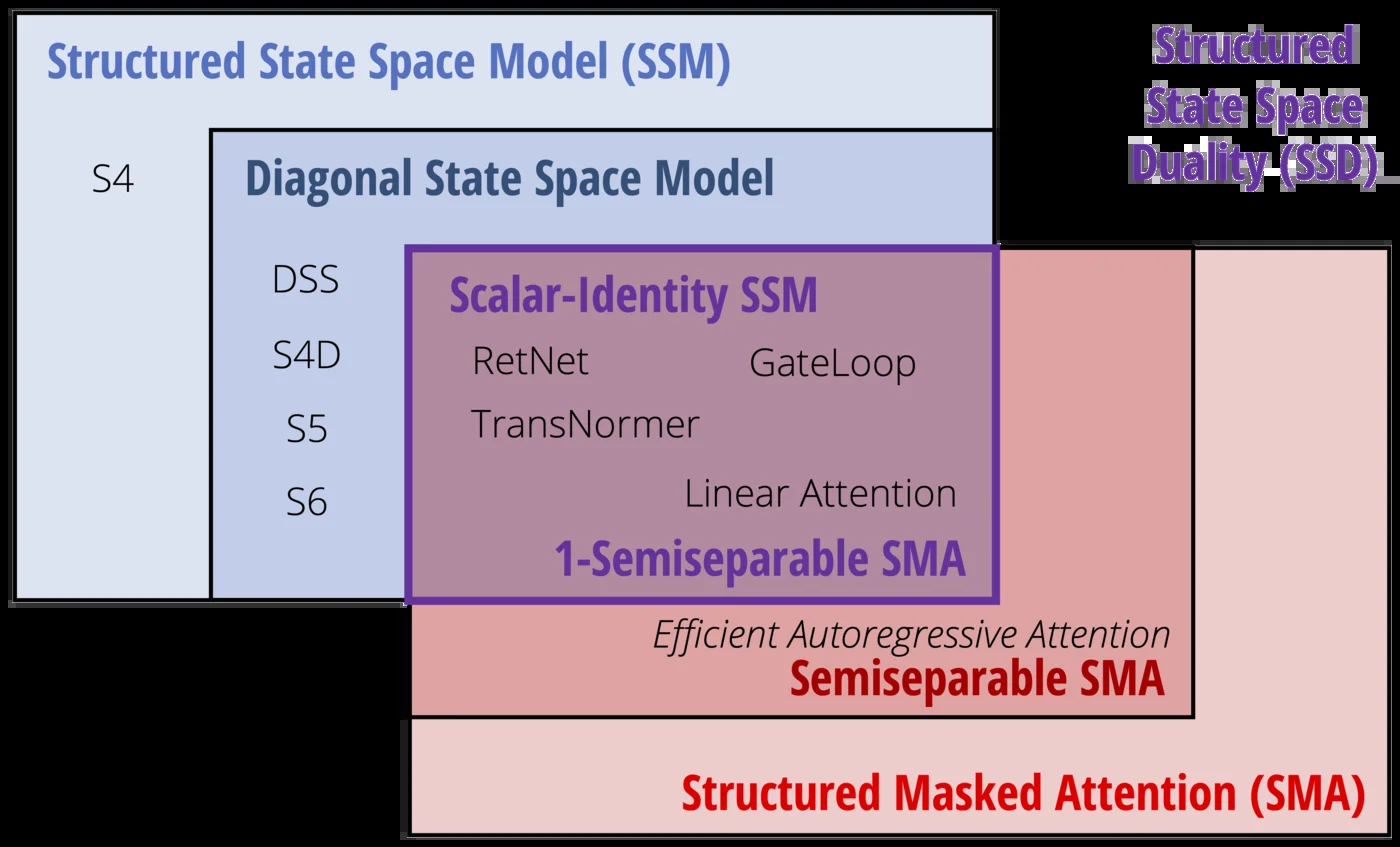 Structured State Space Model (SSM)
Structured
State Space
Duality (SSD)
S4
Diagonal State Space Model
DSS
S4D
S5
S6
Scalar-Identity SSM
RetNet
GateLoop
TransNormer
Linear Attention
1-Semiseparable SMA
Efficient Autoregressive Attention
Semiseparable SMA
Structured Masked Attention (SMA)